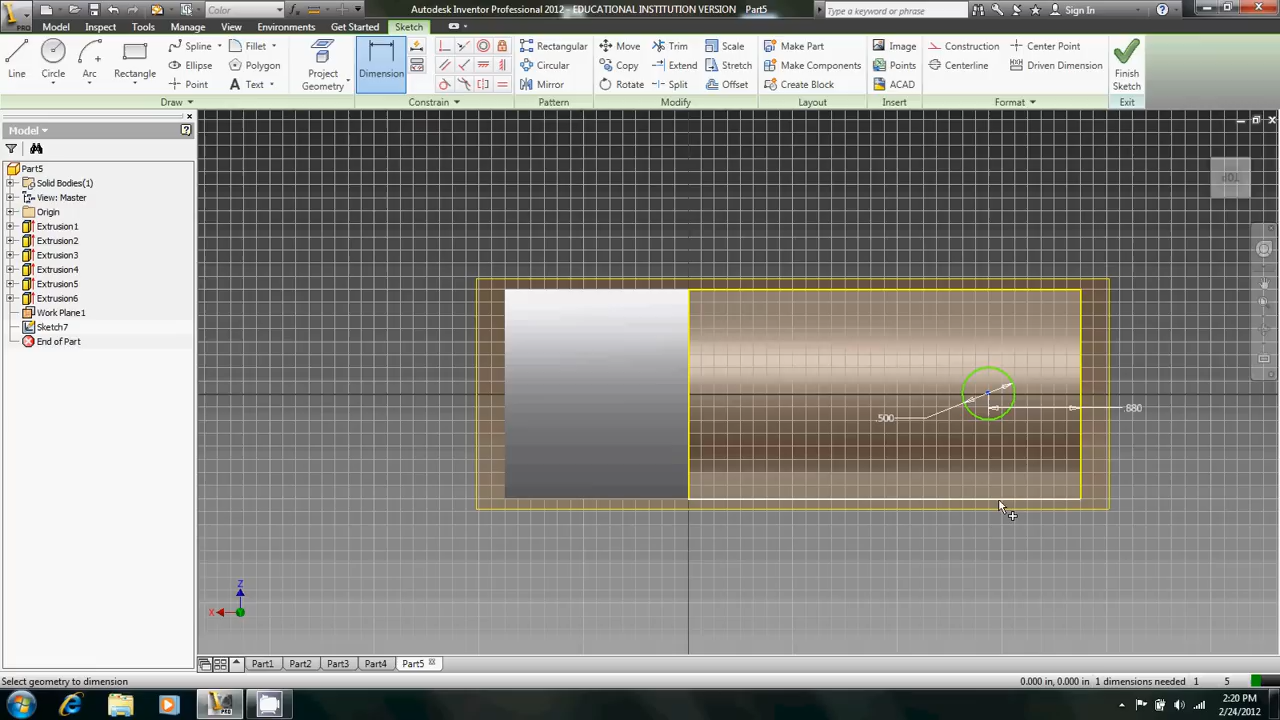 Color
Autodesk Inventor Professional 2012 - EDUCATIONAL INSTITUTION VERSION Part5
Type a keyword or phrase
Sign In
PRO
Model Inspect Tools Manage View Environments Get Started Sketch
Line
Circle
Arc
Rectangle
Spline
Ellipse
Point
Fillet
Polygon
Text
Project
Geometry
Dimension
Rectangular
Circular
Mirror
Move
Copy
Rotate
Trim
Extend
Split
Scale
Stretch
Offset
Make Part
Make Components
Create Block
Image
Points
ACAD
Construction
Centerline
Center Point
Driven Dimension
Finish
Sketch
Draw
Constrain
Pattern
Modify
Layout
Insert
Format
Exit
Model
Part5
Solid Bodies(1)
View: Master
Origin
Extrusion1
Extrusion2
Extrusion3
Extrusion4
Extrusion5
Extrusion6
Work Plane1
Sketch7
End of Part
TOP
.500
.880
Z
X
Part1 Part2 Part3 Part4 Part5
Select geometry to dimension
0.000 in, 0.000 in 1 dimensions needed 1 5
PRO
2:20 PM
2/24/2012